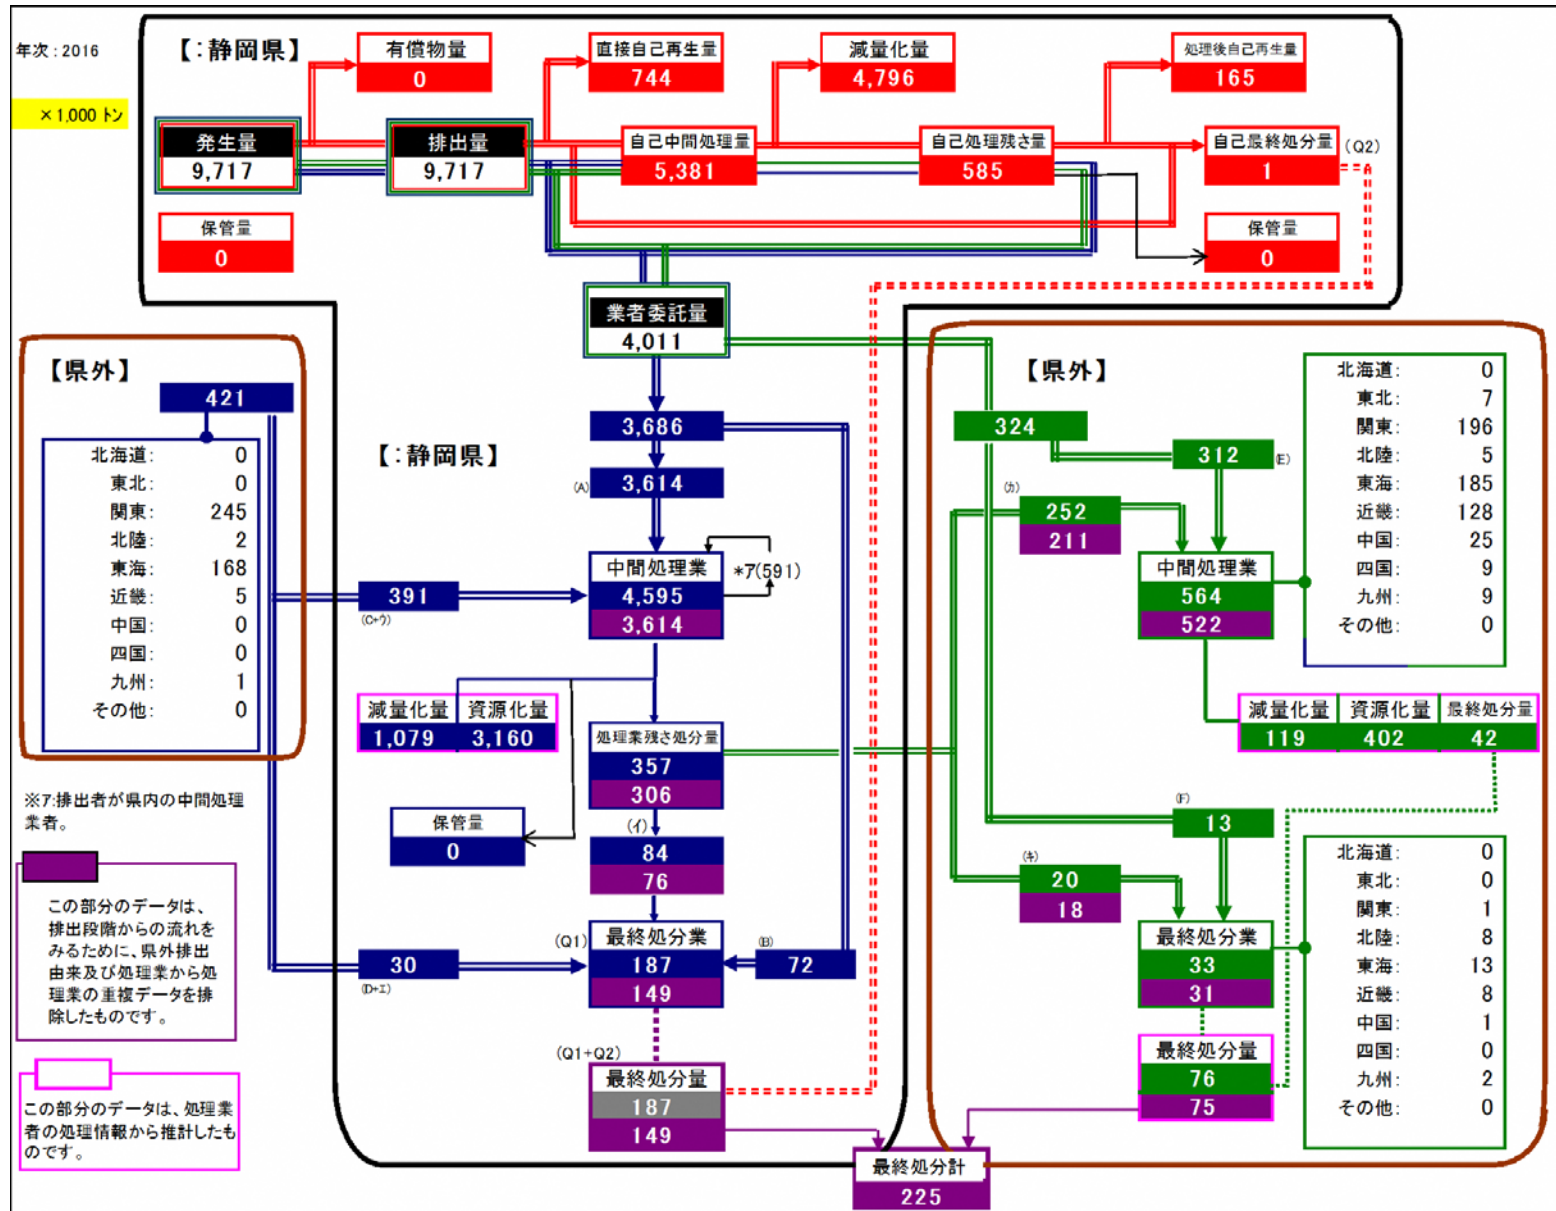 年次:2016
【:静岡県】
×1,000 トン
有償物量
0
直接自己再生量
744
減量化量
4,796
処理後自己再生量
165
発生量
9,717
排出量
9,717
自己中間処理量
5,381
自己処理残さ量
585
自己最終処分量
1
(Q2)
保管量
0
保管量
0
業者委託量
4,011
【県外】
421
北海道: 0
東北: 0
関東: 245
北陸: 2
東海: 168
近畿: 5
中国: 0
四国: 0
九州: 1
その他: 0
【:静岡県】
3,686
(A)
3,614
391
(C+ウ)
中間処理業
4,595
3,614
*ア(591)
減量化量
1,079
資源化量
3,160
処理業残さ処分量
357
306
保管量
0
(イ)
84
76
(Q1)
最終処分業
187
149
(B)
72
30
(D+エ)
(Q1+Q2)
最終処分量
187
149
【県外】
324
312
(E)
(カ)
252
211
中間処理業
564
522
北海道: 0
東北: 7
関東: 196
北陸: 5
東海: 185
近畿: 128
中国: 25
四国: 9
九州: 9
その他: 0
減量化量
119
資源化量
402
最終処分量
42
(F)
13
(キ)
20
18
最終処分業
33
31
北海道: 0
東北: 0
関東: 1
北陸: 8
東海: 13
近畿: 8
中国: 1
四国: 0
九州: 2
その他: 0
最終処分量
76
75
最終処分計
225
※ア:排出者が県内の中間処理
業者。
この部分のデータは、
排出段階からの流れを
みるために、県外排出
由来及び処理業から処
理業の重複データを排
除したものです。
この部分のデータは、処理業
者の処理情報から推計したも
のです。